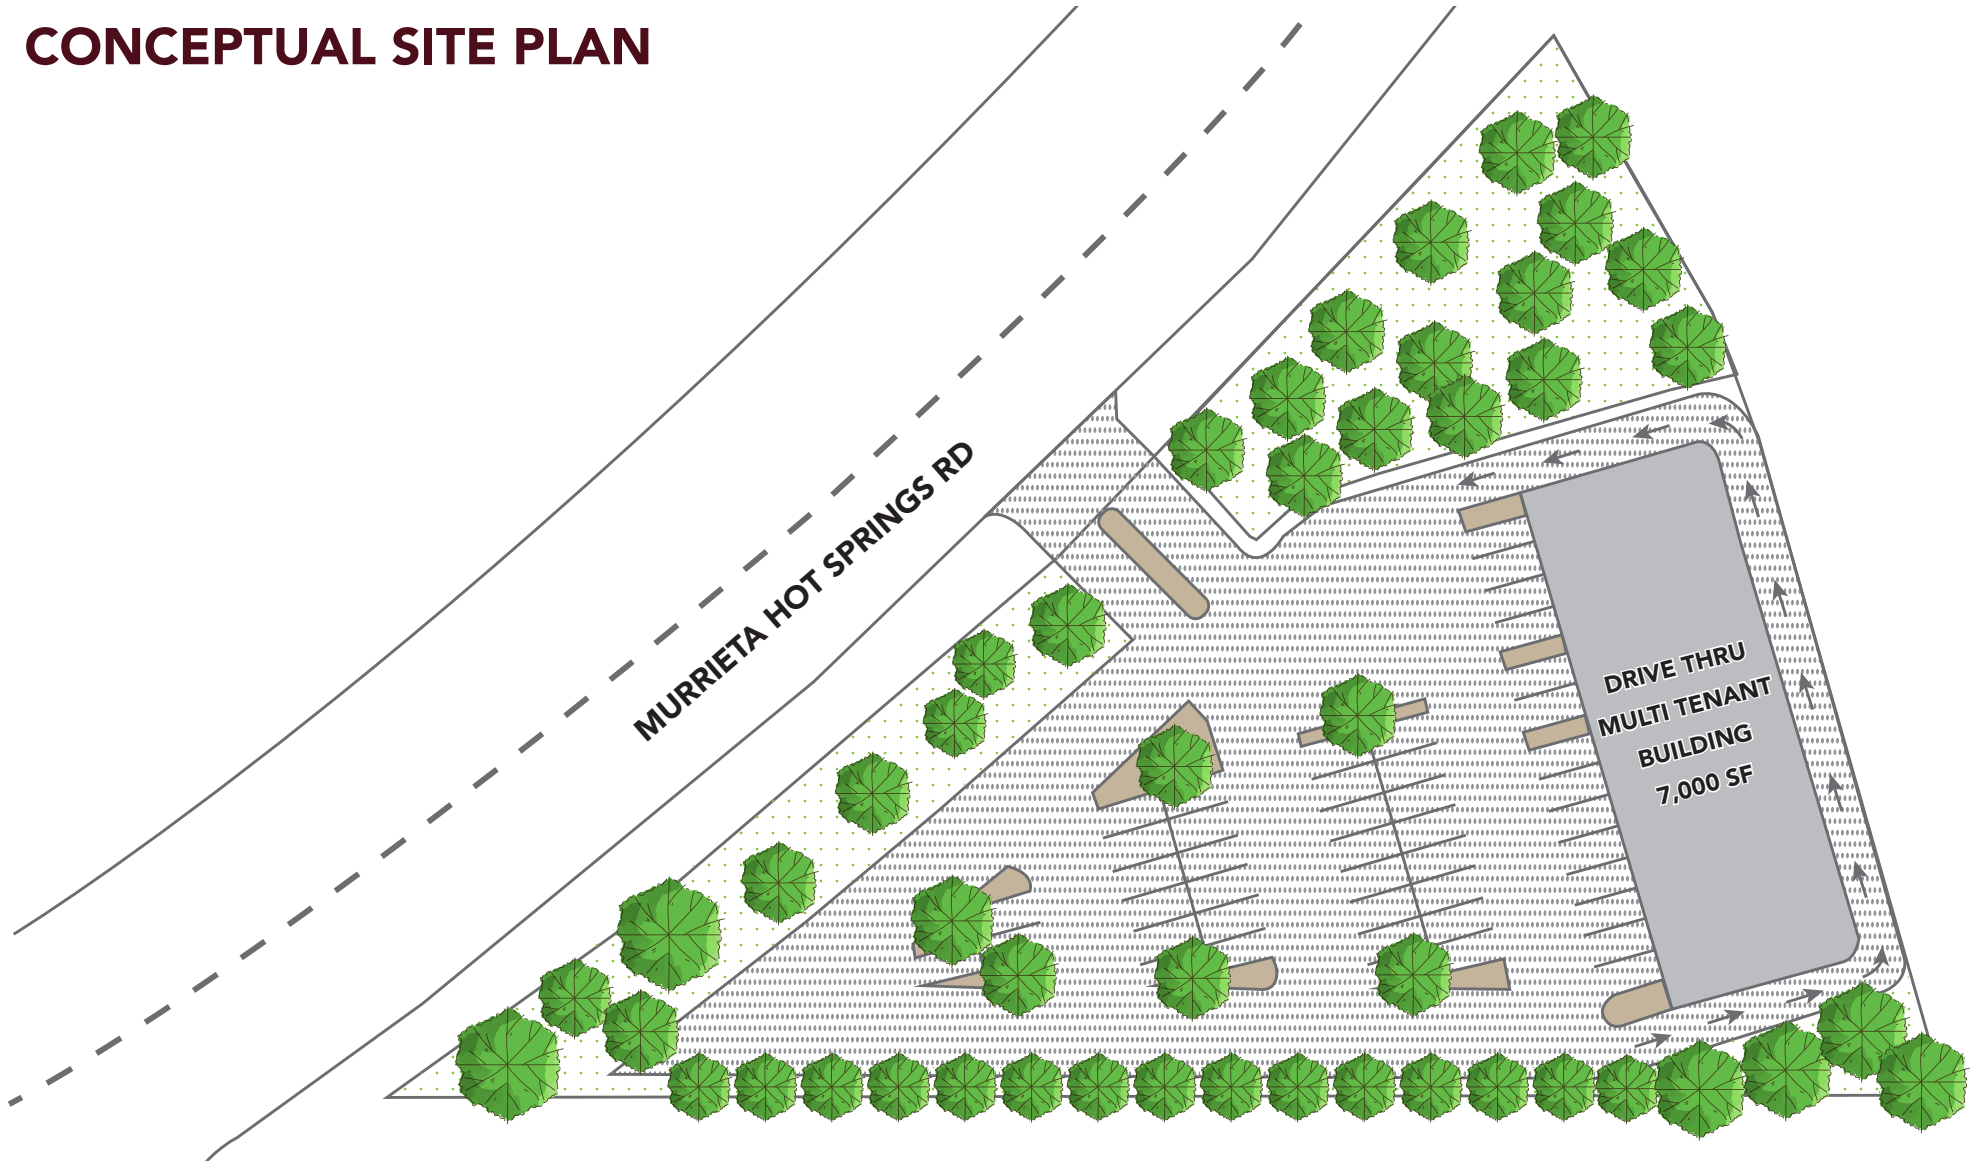 CONCEPTUAL SITE PLAN
MURRIETA HOT SPRINGS RD
DRIVE THRU
MULTI TENANT
BUILDING
7,000 SF